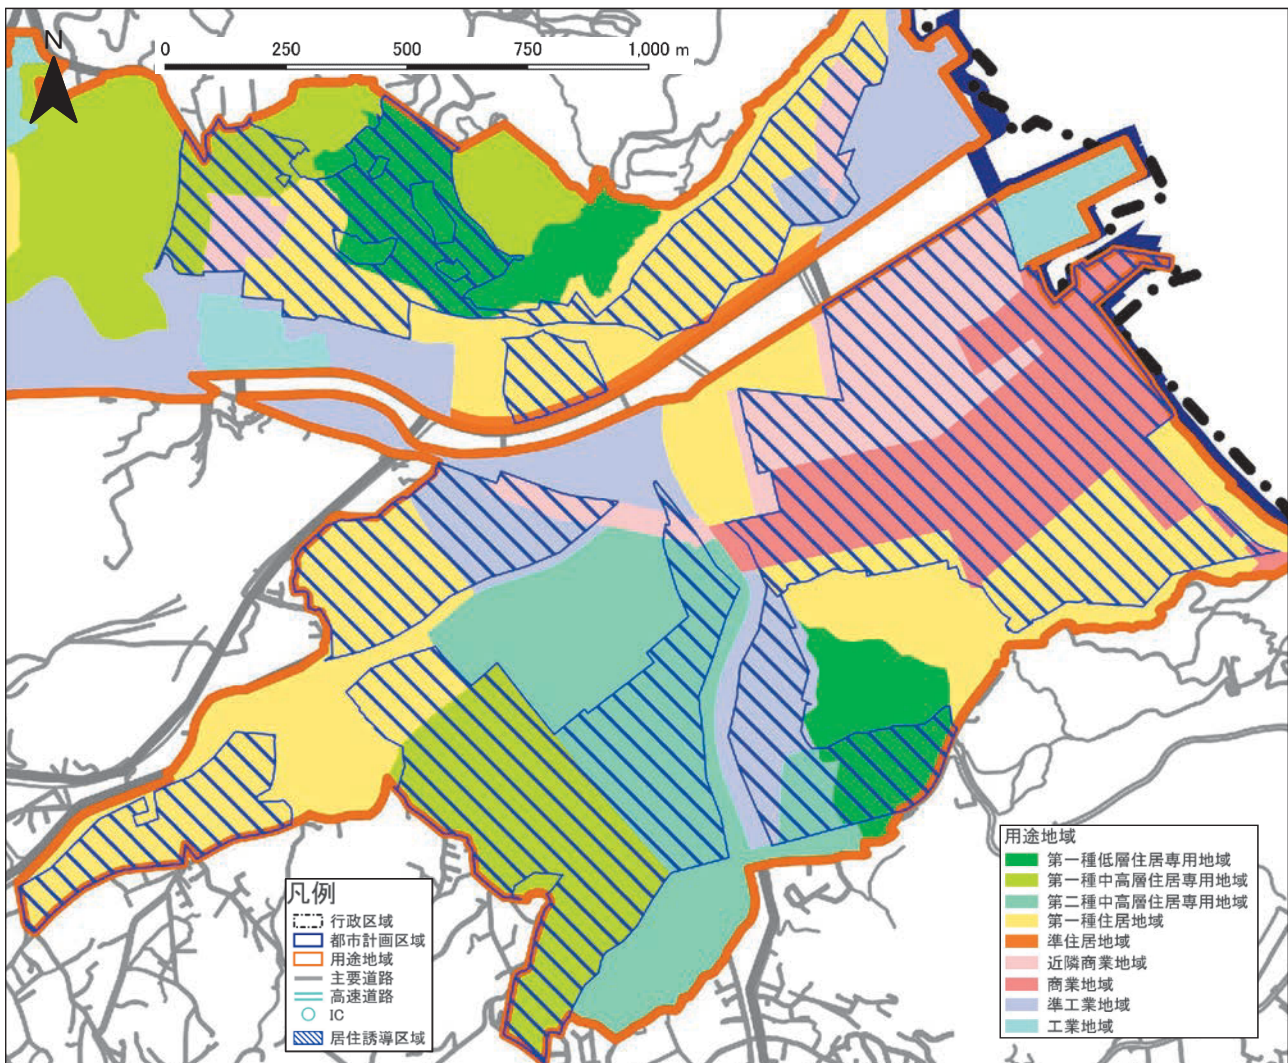 N
0 250 500 750 1,000 m
凡例
行政区域
都市計画区域
用途地域
主要道路
高速道路
IC
居住誘導区域
用途地域
第一種低層住居専用地域
第一種中高層住居専用地域
第二種中高層住居専用地域
第一種住居地域
準住居地域
近隣商業地域
商業地域
準工業地域
工業地域